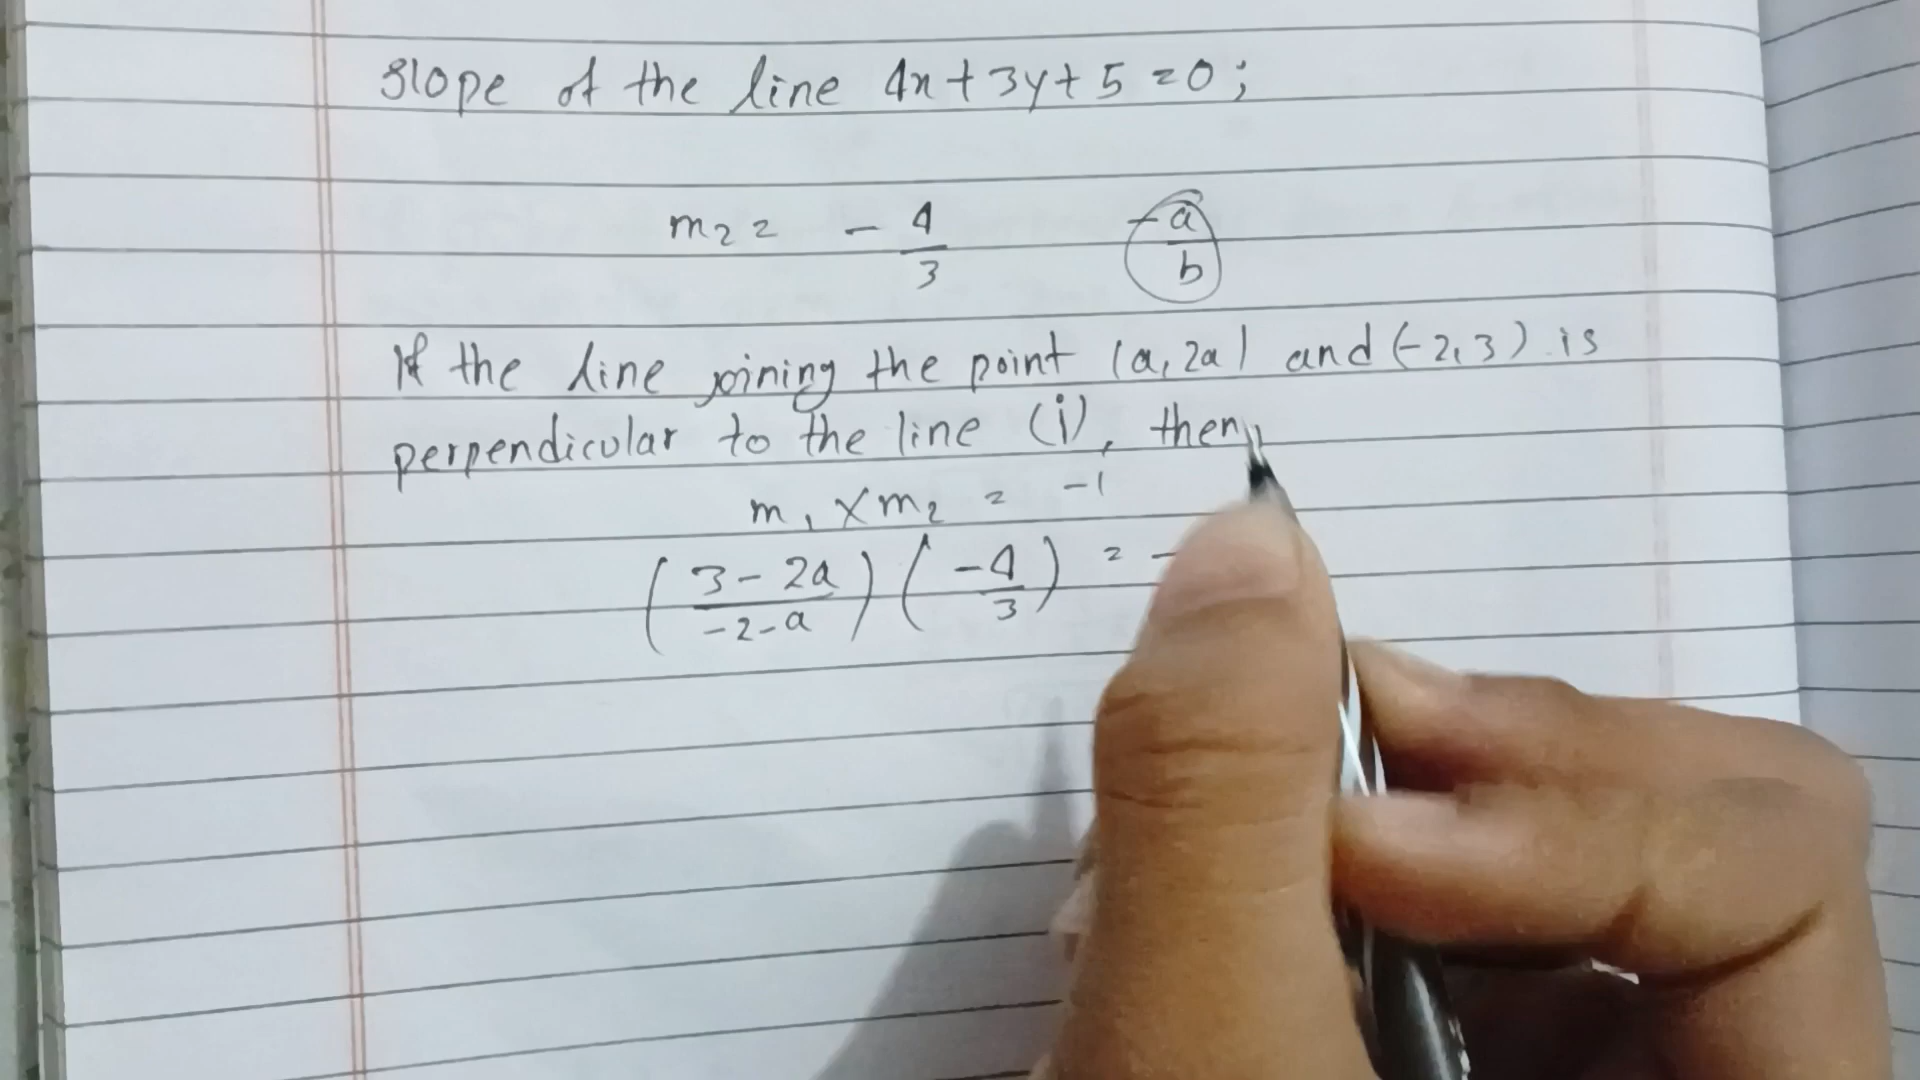 Slope of the line 4x + 3y + 5 = 0;
m₂ = - 4/3   -a/b
If the line joining the point (a, 2a) and (-2, 3) is
perpendicular to the line (i), then,
m₁ × m₂ = -1
((3 - 2a)/(-2 - a)) (-4/3) = -